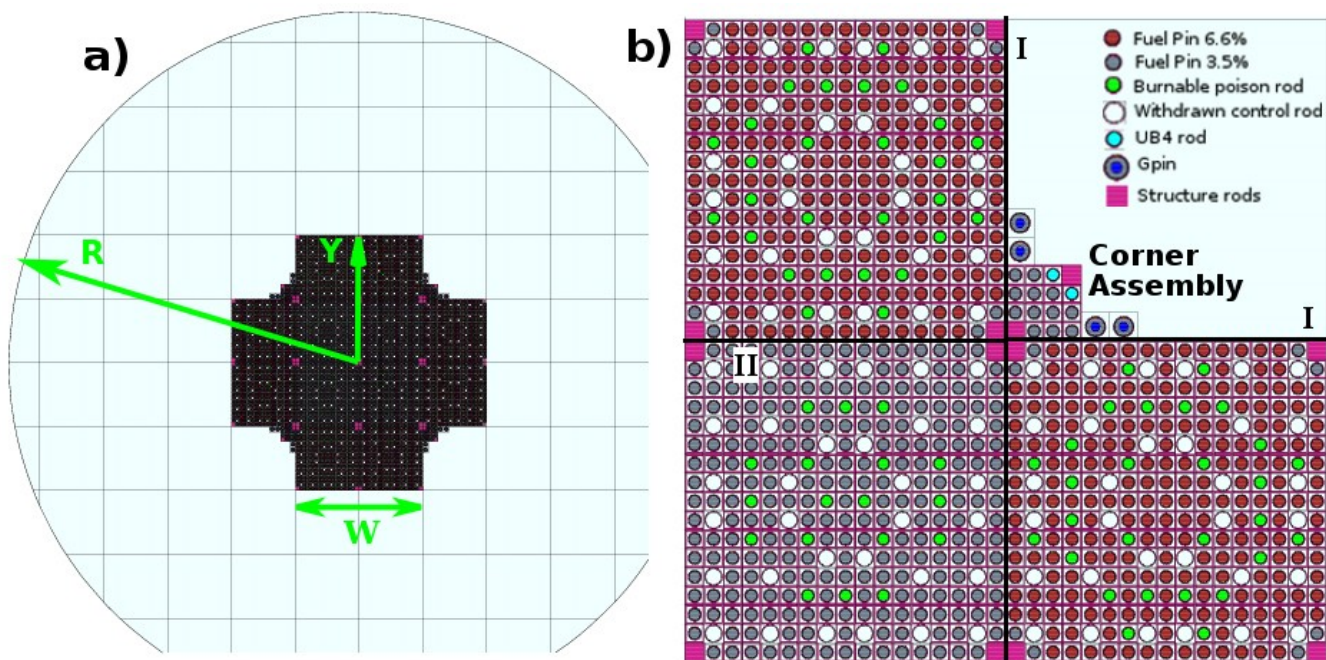 a)
R
Y
W
b)
I
Fuel Pin 6.6%
Fuel Pin 3.5%
Burnable poison rod
Withdrawn control rod
UB4 rod
Gpin
Structure rods
Corner
Assembly
I
II